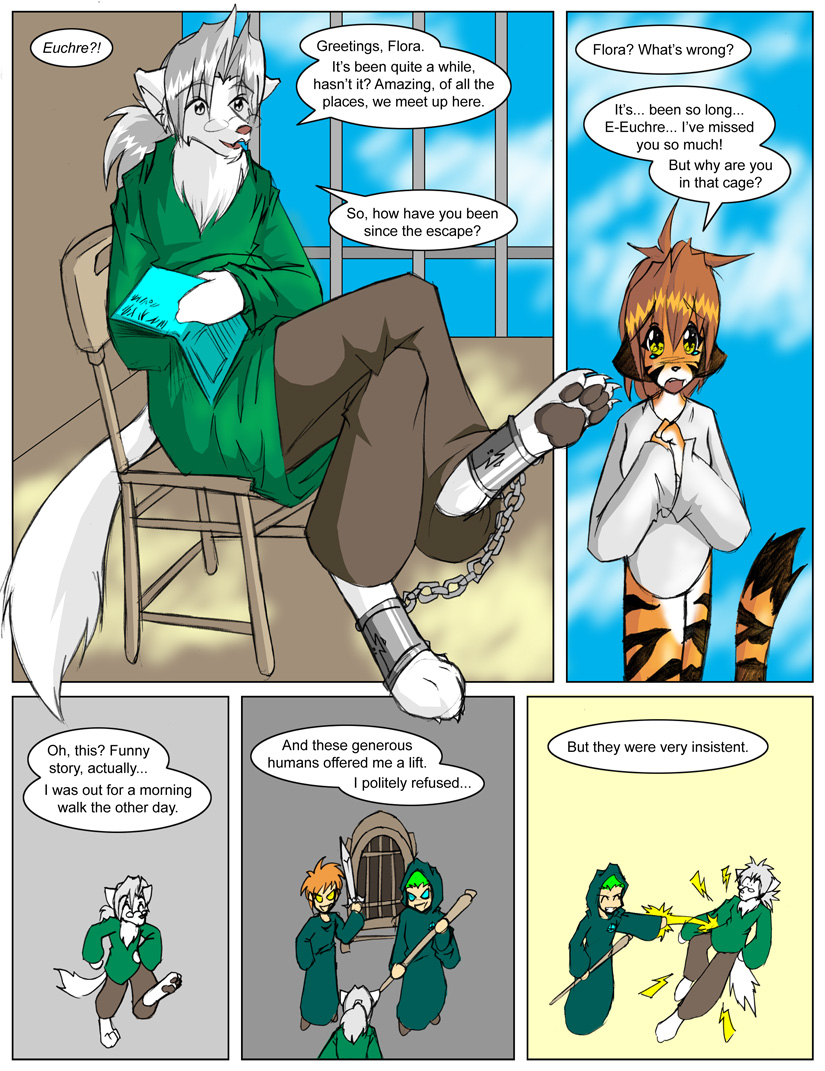 Euchre?!
Greetings, Flora.
It's been quite a while,
hasn't it? Amazing, of all the
places, we meet up here.
So, how have you been
since the escape?
Flora? What's wrong?
It's... been so long...
E-Euchre... I've missed
you so much!
But why are you
in that cage?
Oh, this? Funny
story, actually...
I was out for a morning
walk the other day.
And these generous
humans offered me a lift.
I politely refused...
But they were very insistent.